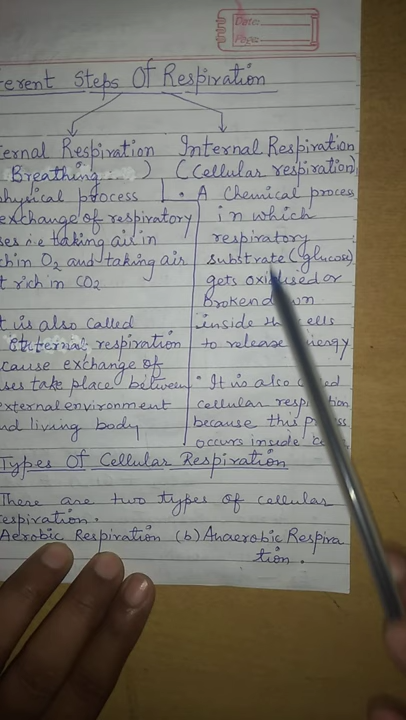 Date:
Page:
erent Steps Of Respiration
ernal Respiration
Breathing )
physical process
exchange of respiratory
ses i.e taking air in
ch in O2 and taking air
t rich in CO2
t is also called
external respiration
cause exchange of
ses take place between
external environment
nd living body
Internal Respiration
(Cellular respiration)
A Chemical process
in which
respiratory
substrate (glucose)
gets oxidised or
broken down
inside the cells
to release energy
It is also called
cellular respiration
because this process
occurs inside
Types Of Cellular Respiration
There are two types of cellular
espiration.
Aerobic Respiration (b) Anaerobic Respira
tion.